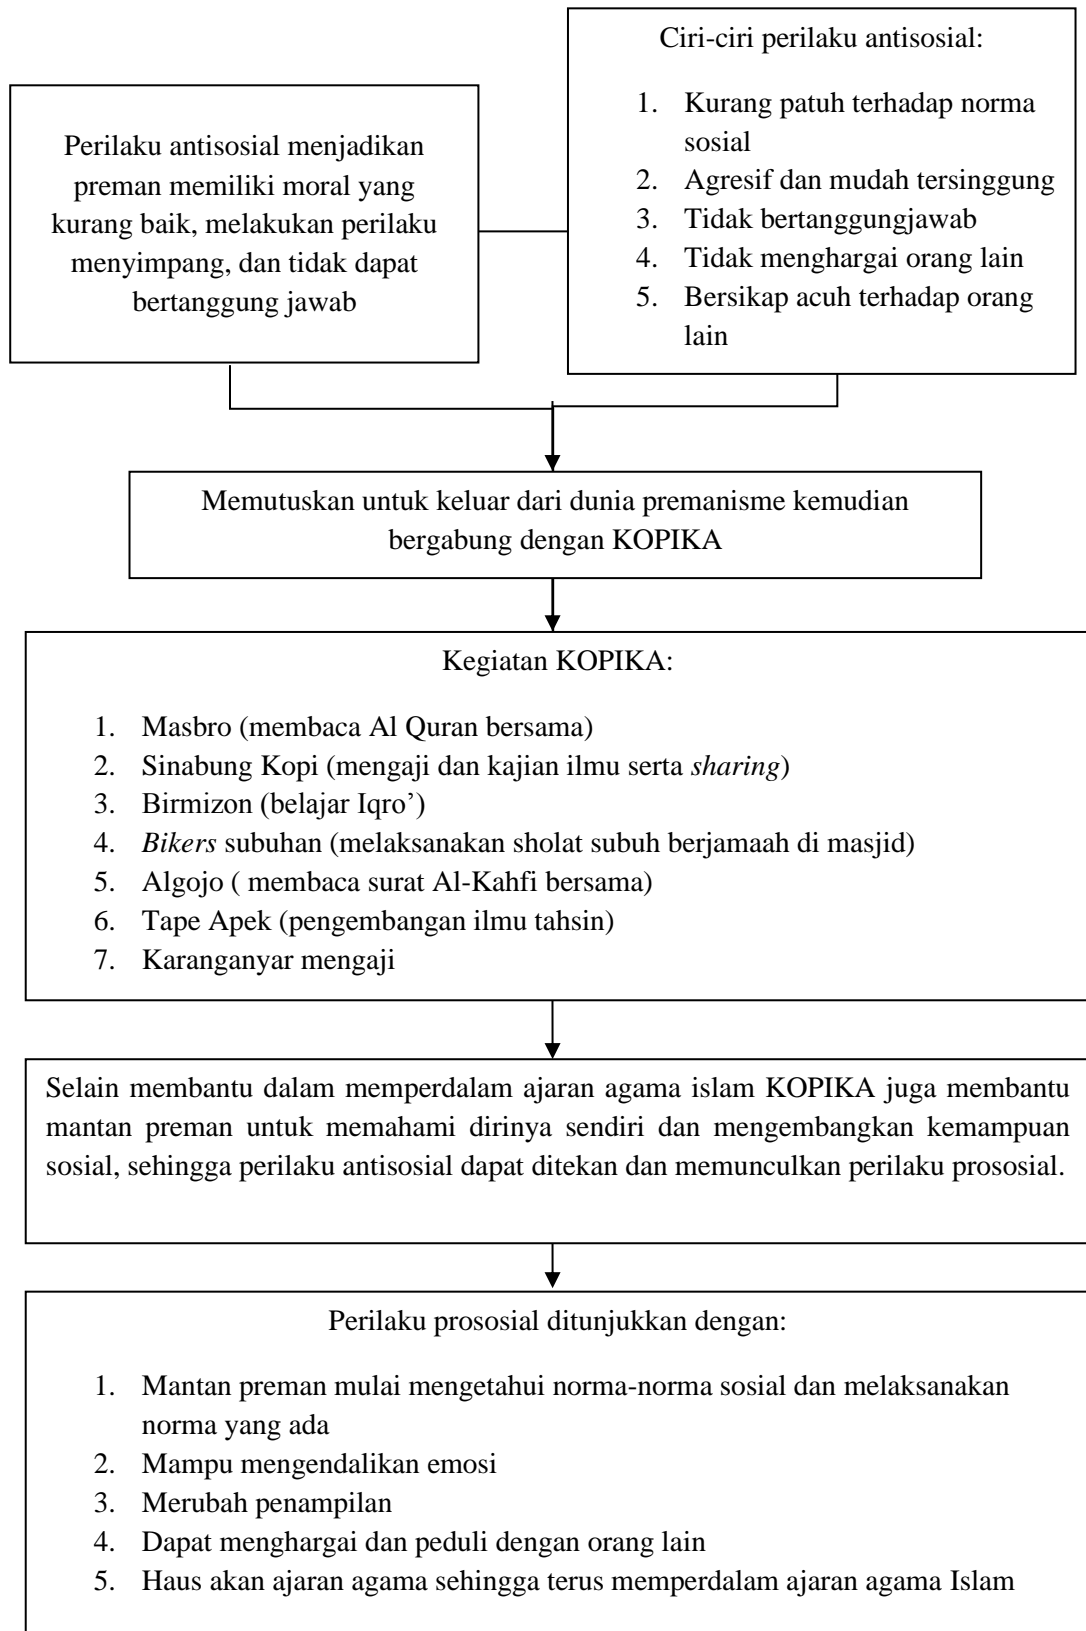 Perilaku antisosial menjadikan
preman memiliki moral yang
kurang baik, melakukan perilaku
menyimpang, dan tidak dapat
bertanggung jawab
Ciri-ciri perilaku antisosial:
1. Kurang patuh terhadap norma
sosial
2. Agresif dan mudah tersinggung
3. Tidak bertanggungjawab
4. Tidak menghargai orang lain
5. Bersikap acuh terhadap orang
lain
Memutuskan untuk keluar dari dunia premanisme kemudian
bergabung dengan KOPIKA
Kegiatan KOPIKA:
1. Masbro (membaca Al Quran bersama)
2. Sinabung Kopi (mengaji dan kajian ilmu serta sharing)
3. Birmizon (belajar Iqro’)
4. Bikers subuhan (melaksanakan sholat subuh berjamaah di masjid)
5. Algojo ( membaca surat Al-Kahfi bersama)
6. Tape Apek (pengembangan ilmu tahsin)
7. Karanganyar mengaji
Selain membantu dalam memperdalam ajaran agama islam KOPIKA juga membantu
mantan preman untuk memahami dirinya sendiri dan mengembangkan kemampuan
sosial, sehingga perilaku antisosial dapat ditekan dan memunculkan perilaku prososial.
Perilaku prososial ditunjukkan dengan:
1. Mantan preman mulai mengetahui norma-norma sosial dan melaksanakan
norma yang ada
2. Mampu mengendalikan emosi
3. Merubah penampilan
4. Dapat menghargai dan peduli dengan orang lain
5. Haus akan ajaran agama sehingga terus memperdalam ajaran agama Islam